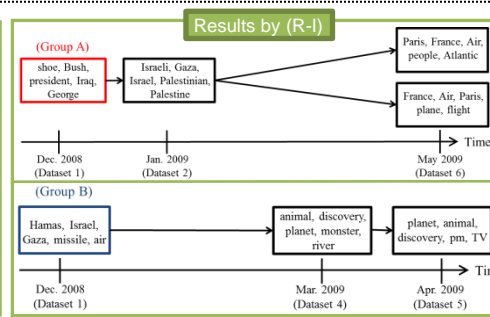 Results by (R-I)
(Group A)
shoe, Bush,
president, Iraq,
George
Israeli, Gaza,
Israel, Palestinian,
Palestine
Paris, France, Air,
people, Atlantic
France, Air, Paris,
plane, flight
Time
Dec. 2008
(Dataset 1)
Jan. 2009
(Dataset 2)
May 2009
(Dataset 6)
(Group B)
Hamas, Israel,
Gaza, missile, air
animal, discovery,
planet, monster,
river
planet, animal,
discovery, pm, TV
Dec. 2008
(Dataset 1)
Mar. 2009
(Dataset 4)
Apr. 2009
(Dataset 5)